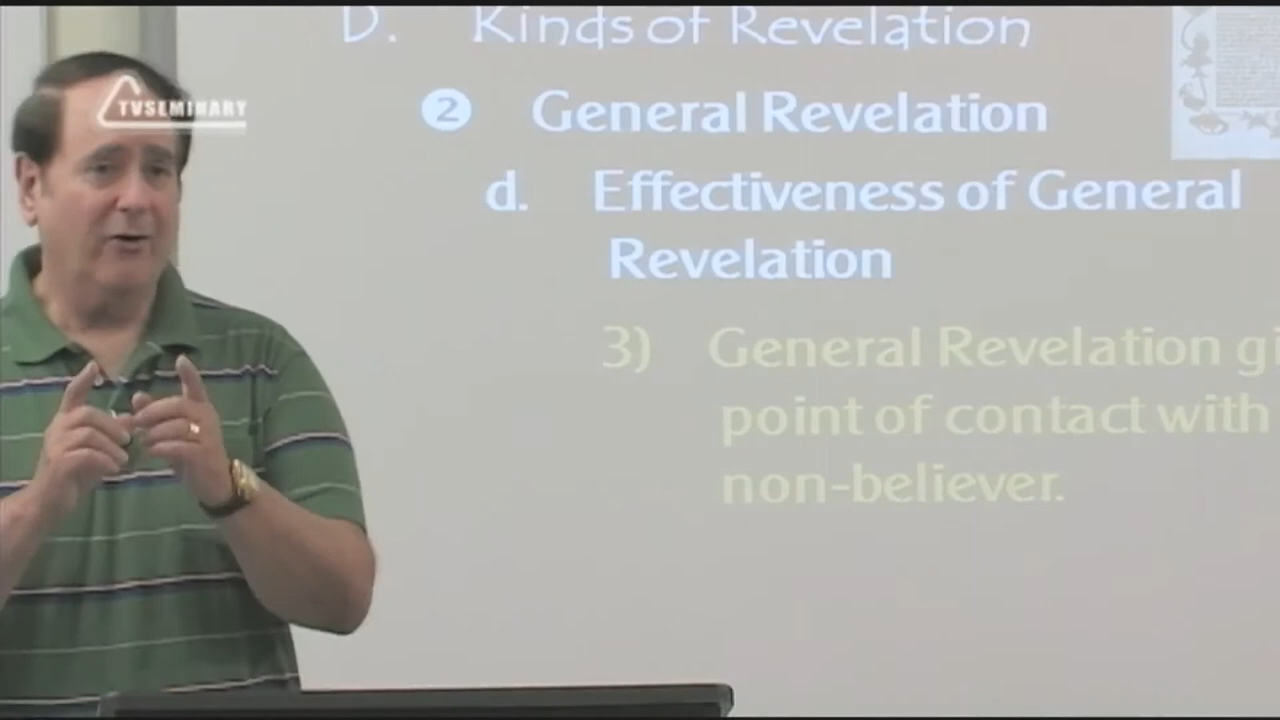 D. Kinds of Revelation
TVSEMINARY
2 General Revelation
d. Effectiveness of General
Revelation
3) General Revelation gi
point of contact with
non-believer.